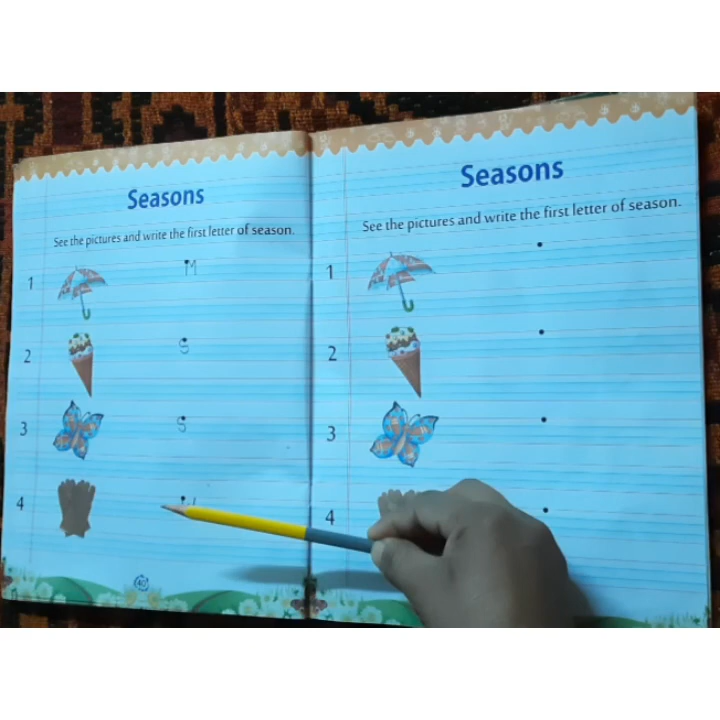 Seasons
See the pictures and write the first letter of season.
1 M
2 S
3 S
4
40
Seasons
See the pictures and write the first letter of season.
1
2
3
4